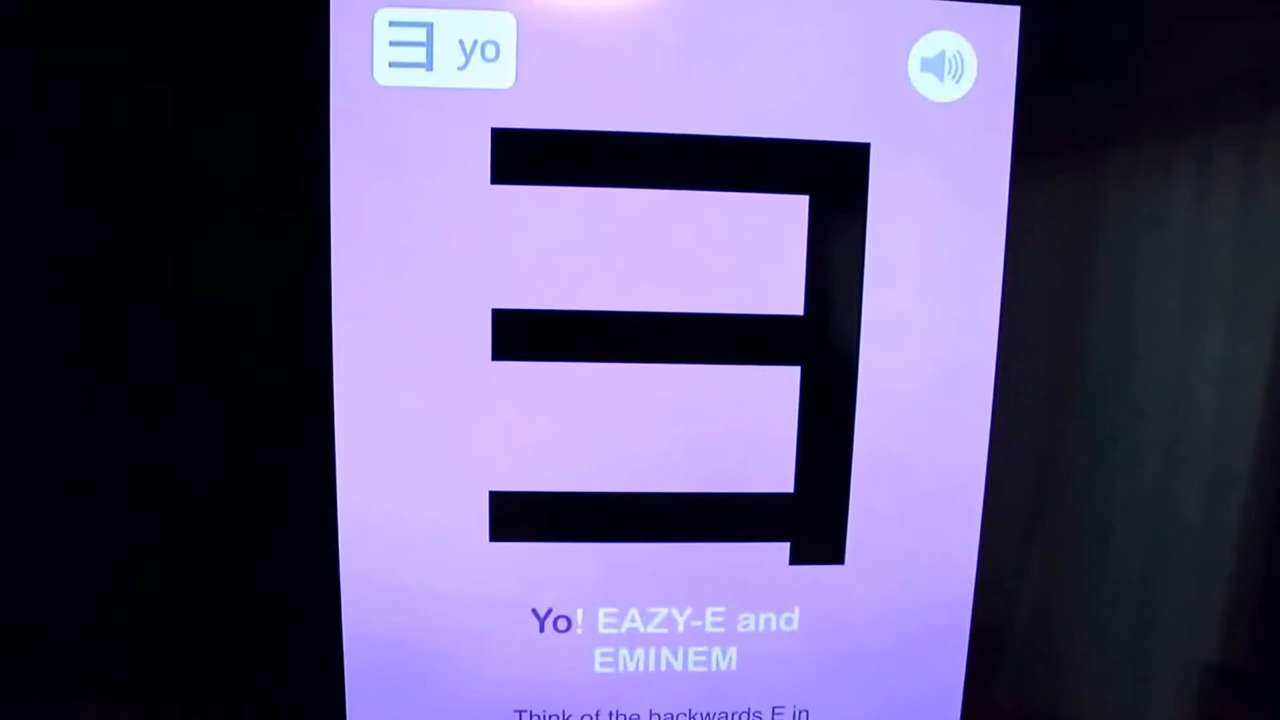 ヨ yo
ヨ
Yo! EAZY-E and
EMINEM
Think of the backwards E in